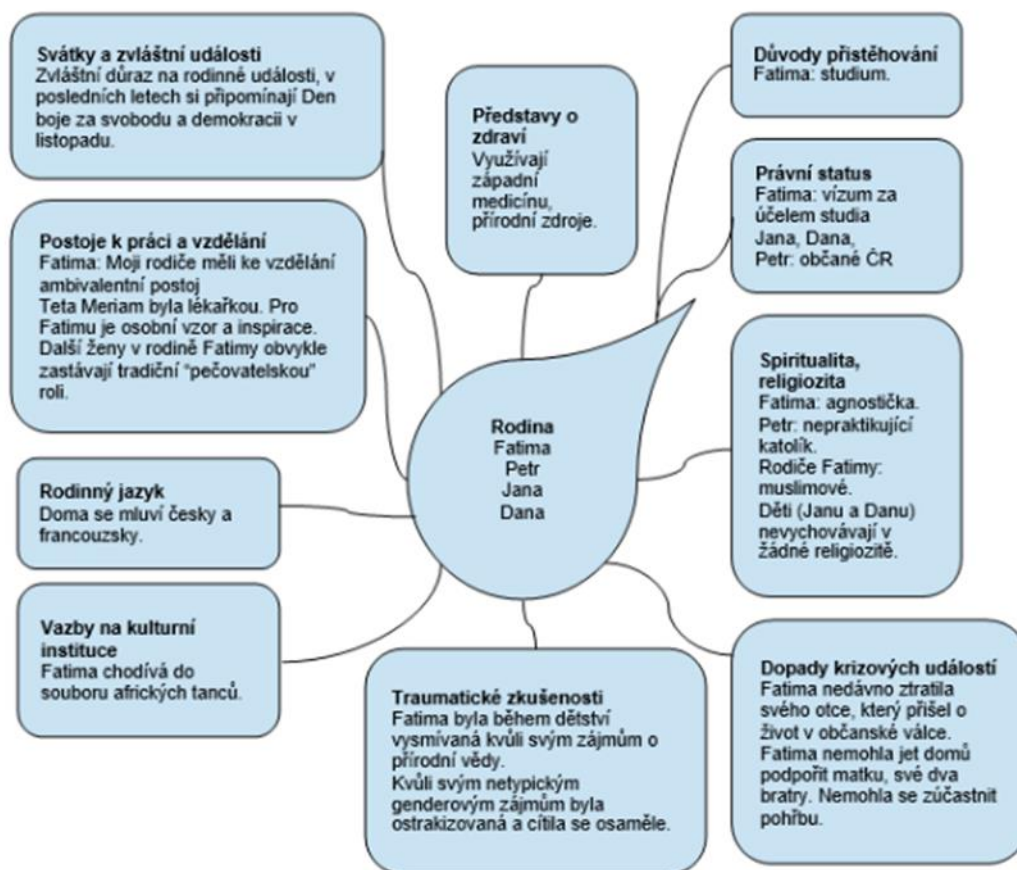 Svátky a zvláštní události
Zvláštní důraz na rodinné události, v
posledních letech si připomínají Den
boje za svobodu a demokracii v
listopadu.
Představy o
zdraví
Využívají
západní
medicínu,
přírodní zdroje.
Důvody přistěhování
Fatima: studium.
Právní status
Fatima: vízum za
účelem studia
Jana, Dana,
Petr: občané ČR
Postoje k práci a vzdělání
Fatima: Moji rodiče měli ke vzdělání
ambivalentní postoj
Teta Meriam byla lékařkou. Pro
Fatimu je osobní vzor a inspirace.
Další ženy v rodině Fatimy obvykle
zastávají tradiční "pečovatelskou"
roli.
Rodina
Fatima
Petr
Jana
Dana
Spiritualita,
religiozita
Fatima: agnostička.
Petr: nepraktikující
katolík.
Rodiče Fatimy:
muslimové.
Děti (Janu a Danu)
nevychovávají v
žádné religiozitě.
Rodinný jazyk
Doma se mluví česky a
francouzsky.
Vazby na kulturní
instituce
Fatima chodívá do
souboru afrických tanců.
Traumatické zkušenosti
Fatima byla během dětství
vysmívaná kvůli svým zájmům o
přírodní vědy.
Kvůli svým netypickým
genderovým zájmům byla
ostrakizovaná a cítila se osaměle.
Dopady krizových událostí
Fatima nedávno ztratila
svého otce, který přišel o
život v občanské válce.
Fatima nemohla jet domů
podpořit matku, své dva
bratry. Nemohla se zúčastnit
pohřbu.